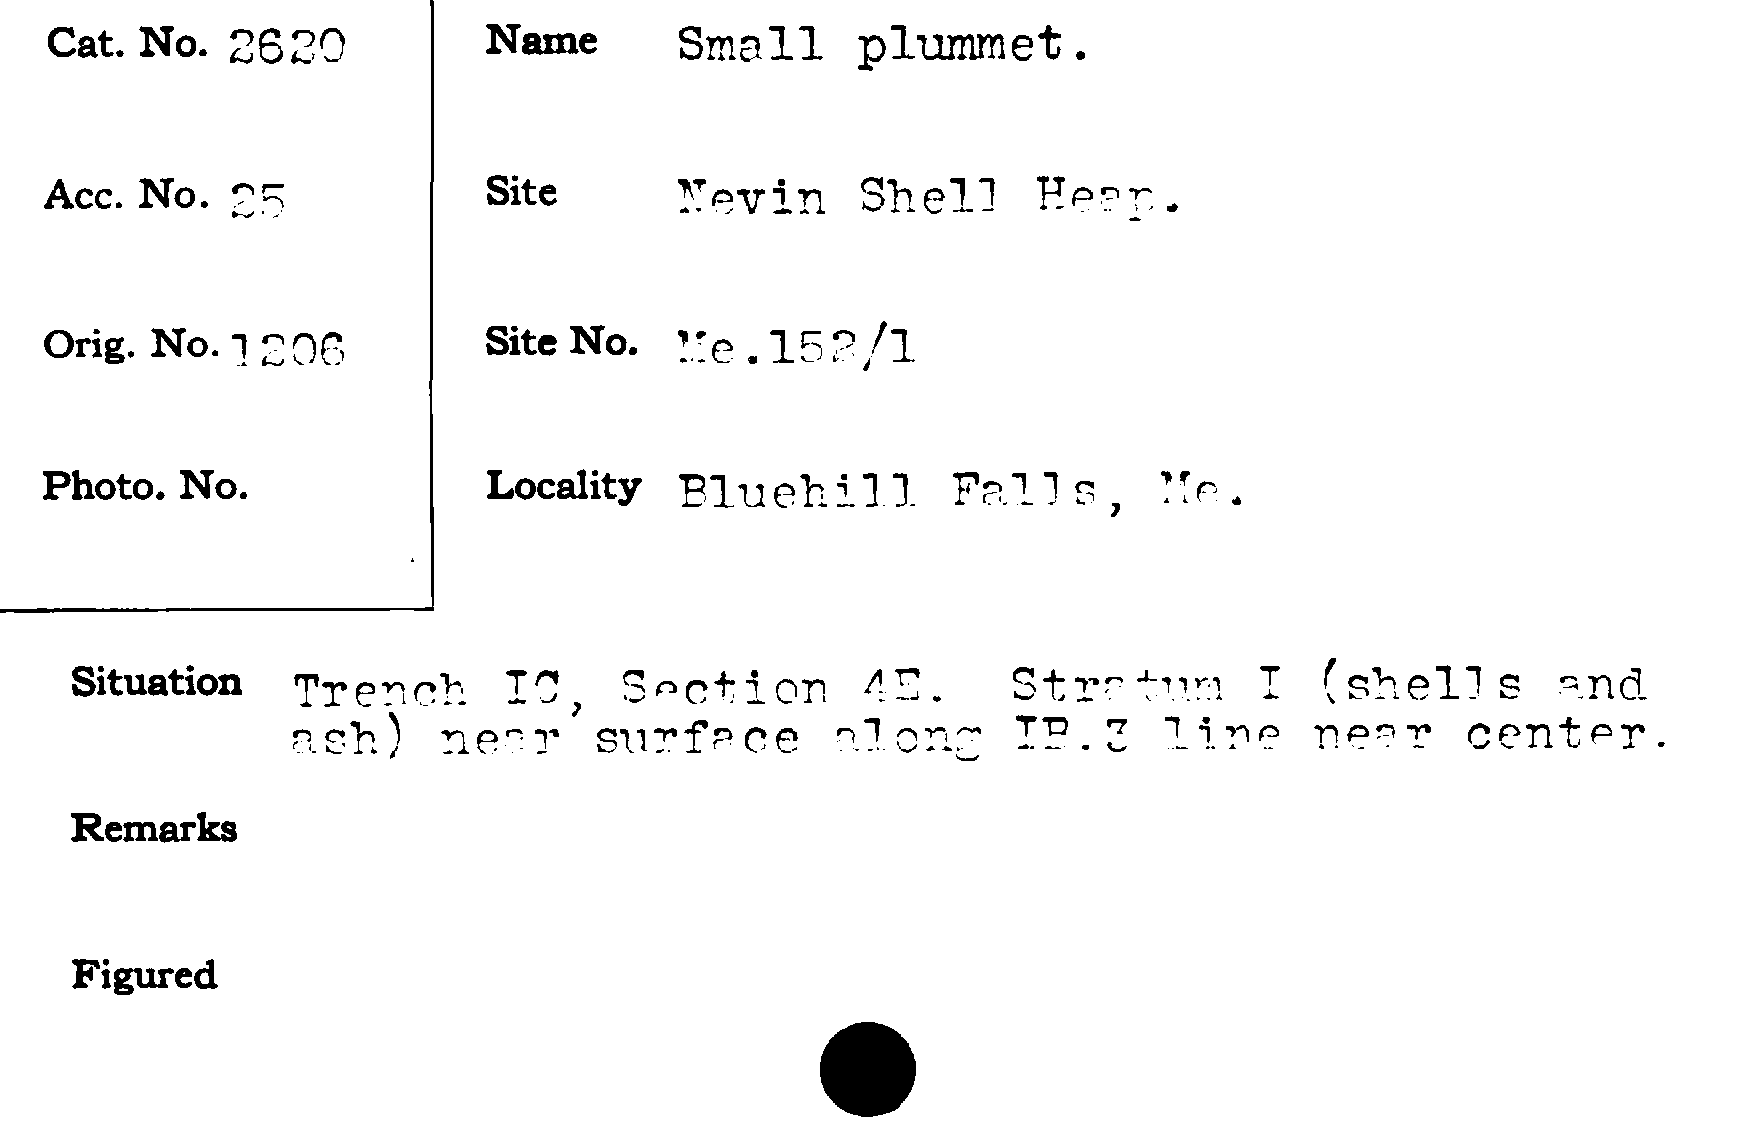 Cat. No. 2620
Name Small plummet.
Acc. No. 25
Site Nevin Shell Heap.
Orig. No. 1206
Site No. Me.152/1
Photo. No.
Locality Bluehill Falls, Me.
Situation Trench IC, Section 4E. Stratum I (shells and
ash) near surface along IB.3 line near center.
Remarks
Figured